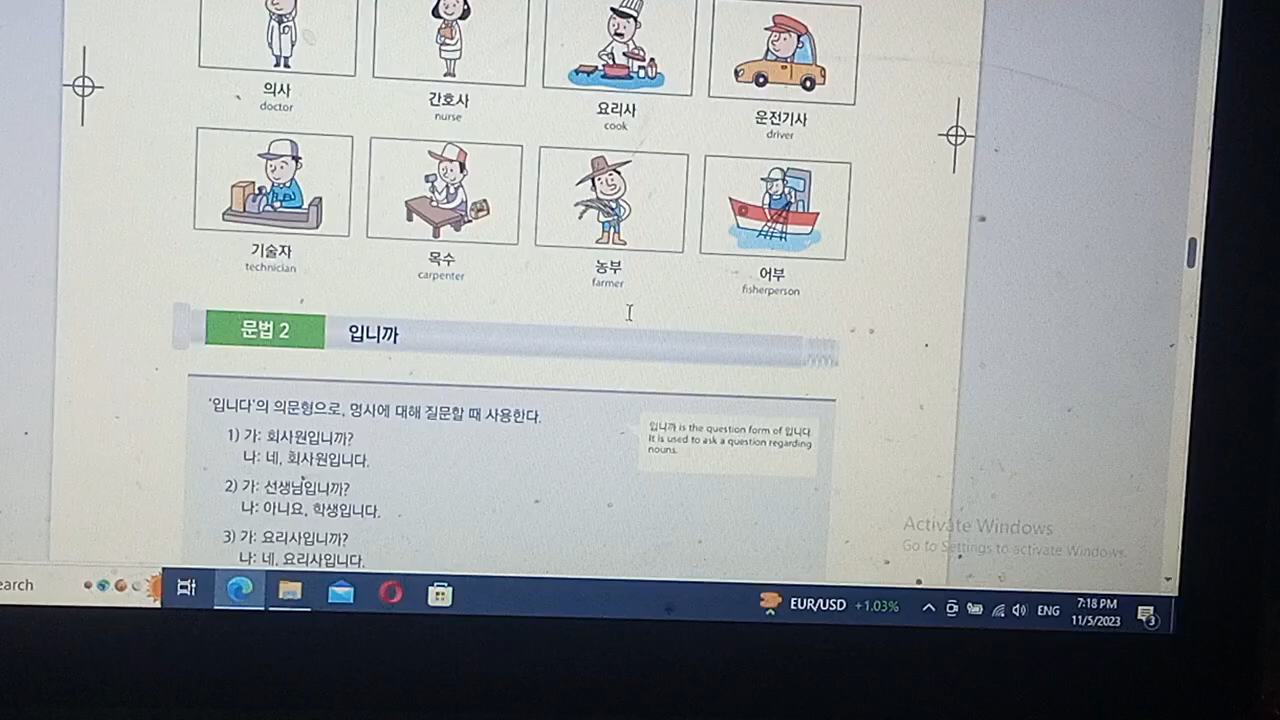 의사
doctor
간호사
nurse
요리사
cook
운전기사
driver
기술자
technician
목수
carpenter
농부
farmer
어부
fisherperson
문법 2 입니까
'입니다'의 의문형으로, 명사에 대해 질문할 때 사용한다.
입니까 is the question form of 입니다.
It is used to ask a question regarding
nouns.
1) 가: 회사원입니까?
나: 네, 회사원입니다.
2) 가: 선생님입니까?
나: 아니요, 학생입니다.
3) 가: 요리사입니까?
나: 네, 요리사입니다.
Activate Windows
Go to Settings to activate Windows.
earch
EUR/USD +1.03%
ENG
7:18 PM
11/5/2023
3